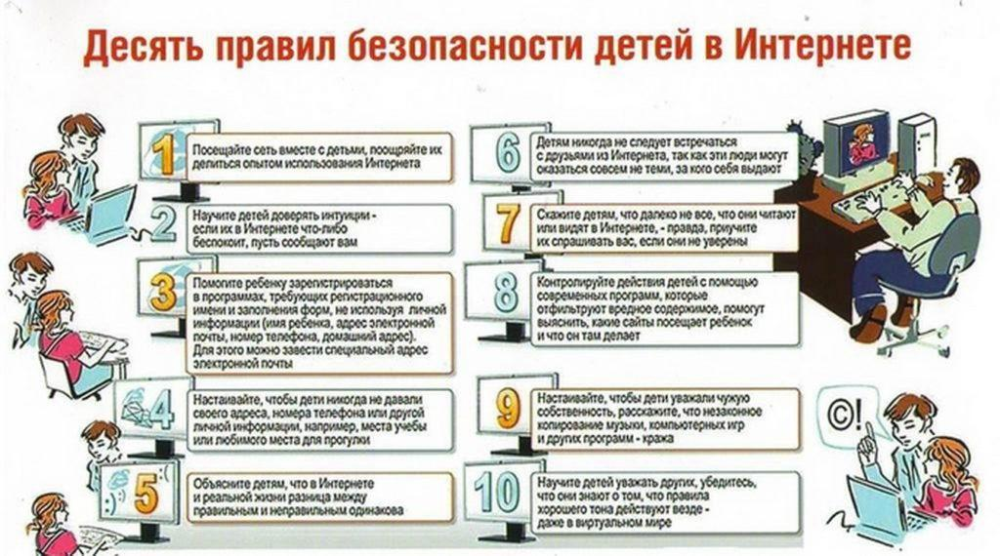 Десять правил безопасности детей в Интернете
1
Посещайте сеть вместе с детьми, поощряйте их
делиться опытом использования Интернета
2
Научите детей доверять интуиции -
если их в Интернете что-либо
беспокоит, пусть сообщают вам
3
Помогите ребенку зарегистрироваться
в программах, требующих регистрационного
имени и заполнения форм, не используя личной
информации (имя ребенка, адрес электронной
почты, номер телефона, домашний адрес).
Для этого можно завести специальный адрес
электронной почты
4
Настаивайте, чтобы дети никогда не давали
своего адреса, номера телефона или другой
личной информации, например, места учебы
или любимого места для прогулки
5
:) :( :)
Объясните детям, что в Интернете
и реальной жизни разница между
правильным и неправильным одинакова
6
Детям никогда не следует встречаться
с друзьями из Интернета, так как эти люди могут
оказаться совсем не теми, за кого себя выдают
7
Скажите детям, что далеко не все, что они читают
или видят в Интернете, - правда, приучите
их спрашивать вас, если они не уверены
8
Контролируйте действия детей с помощью
современных программ, которые
отфильтруют вредное содержимое, помогут
выяснить, какие сайты посещает ребенок
и что он там делает
9
Настаивайте, чтобы дети уважали чужую
собственность, расскажите, что незаконное
копирование музыки, компьютерных игр
и других программ - кража
10
Научите детей уважать других, убедитесь,
что они знают о том, что правила
хорошего тона действуют везде -
даже в виртуальном мире
©!